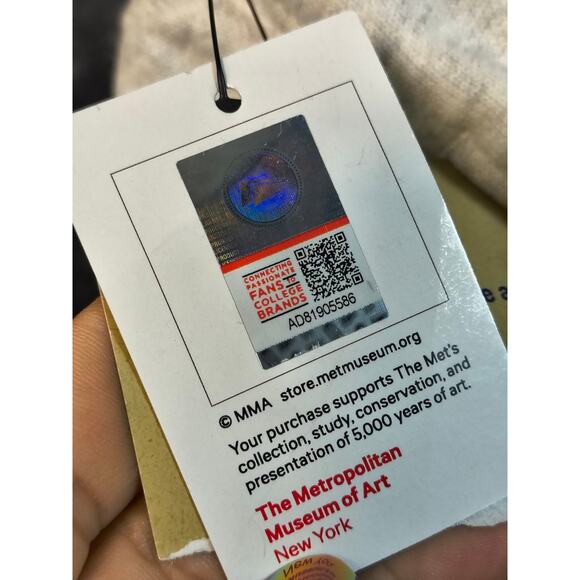 PRODUCT
CONNECTING
PASSIONATE
FANS TO
COLLEGE
BRANDS
AD81905586
© MMA store.metmuseum.org
Your purchase supports The Met's
collection, study, conservation, and
presentation of 5,000 years of art.
The Metropolitan
Museum of Art
New York
e a